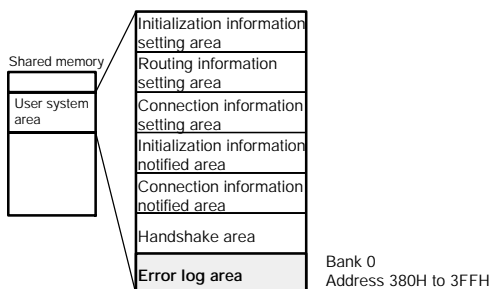 Shared memory
User system
area
Initialization information
setting area
Routing information
setting area
Connection information
setting area
Initialization information
notified area
Connection information
notified area
Handshake area
Error log area
Bank 0
Address 380H to 3FFH